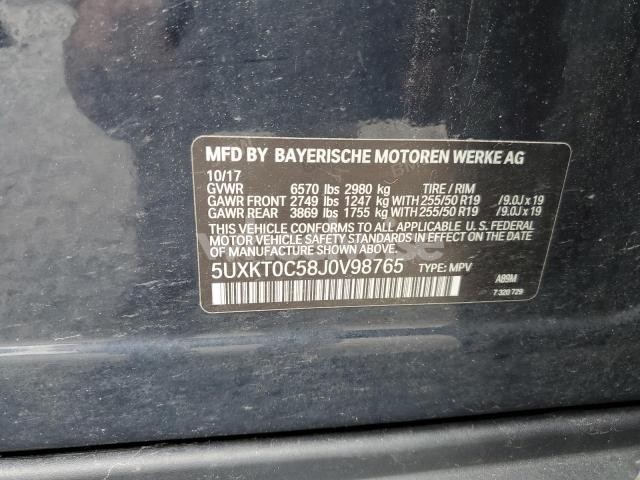 MFD BY BAYERISCHE MOTOREN WERKE AG
10/17
GVWR 6570 lbs 2980 kg TIRE / RIM
GAWR FRONT 2749 lbs 1247 kg WITH 255/50 R19 /9.0J x 19
GAWR REAR 3869 lbs 1755 kg WITH 255/50 R19 /9.0J x 19
THIS VEHICLE CONFORMS TO ALL APPLICABLE U.S. FEDERAL
MOTOR VEHICLE SAFETY STANDARDS IN EFFECT ON THE
DATE OF MANUFACTURE SHOWN ABOVE.
5UXKT0C58J0V98765 TYPE: MPV A89M
7 320 729